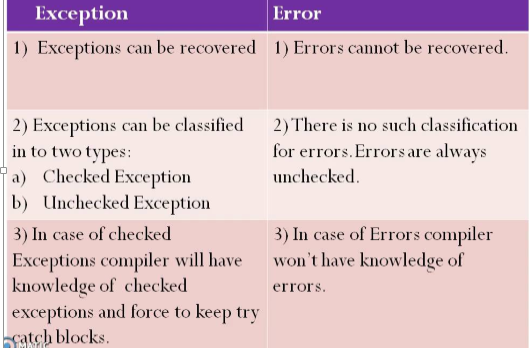 Exception
Error
1) Exceptions can be recovered
1) Errors cannot be recovered.
2) Exceptions can be classified
in to two types:
a) Checked Exception
b) Unchecked Exception
2) There is no such classification
for errors. Errors are always
unchecked.
3) In case of checked
Exceptions compiler will have
knowledge of checked
exceptions and force to keep try
catch blocks.
3) In case of Errors compiler
won't have knowledge of
errors.